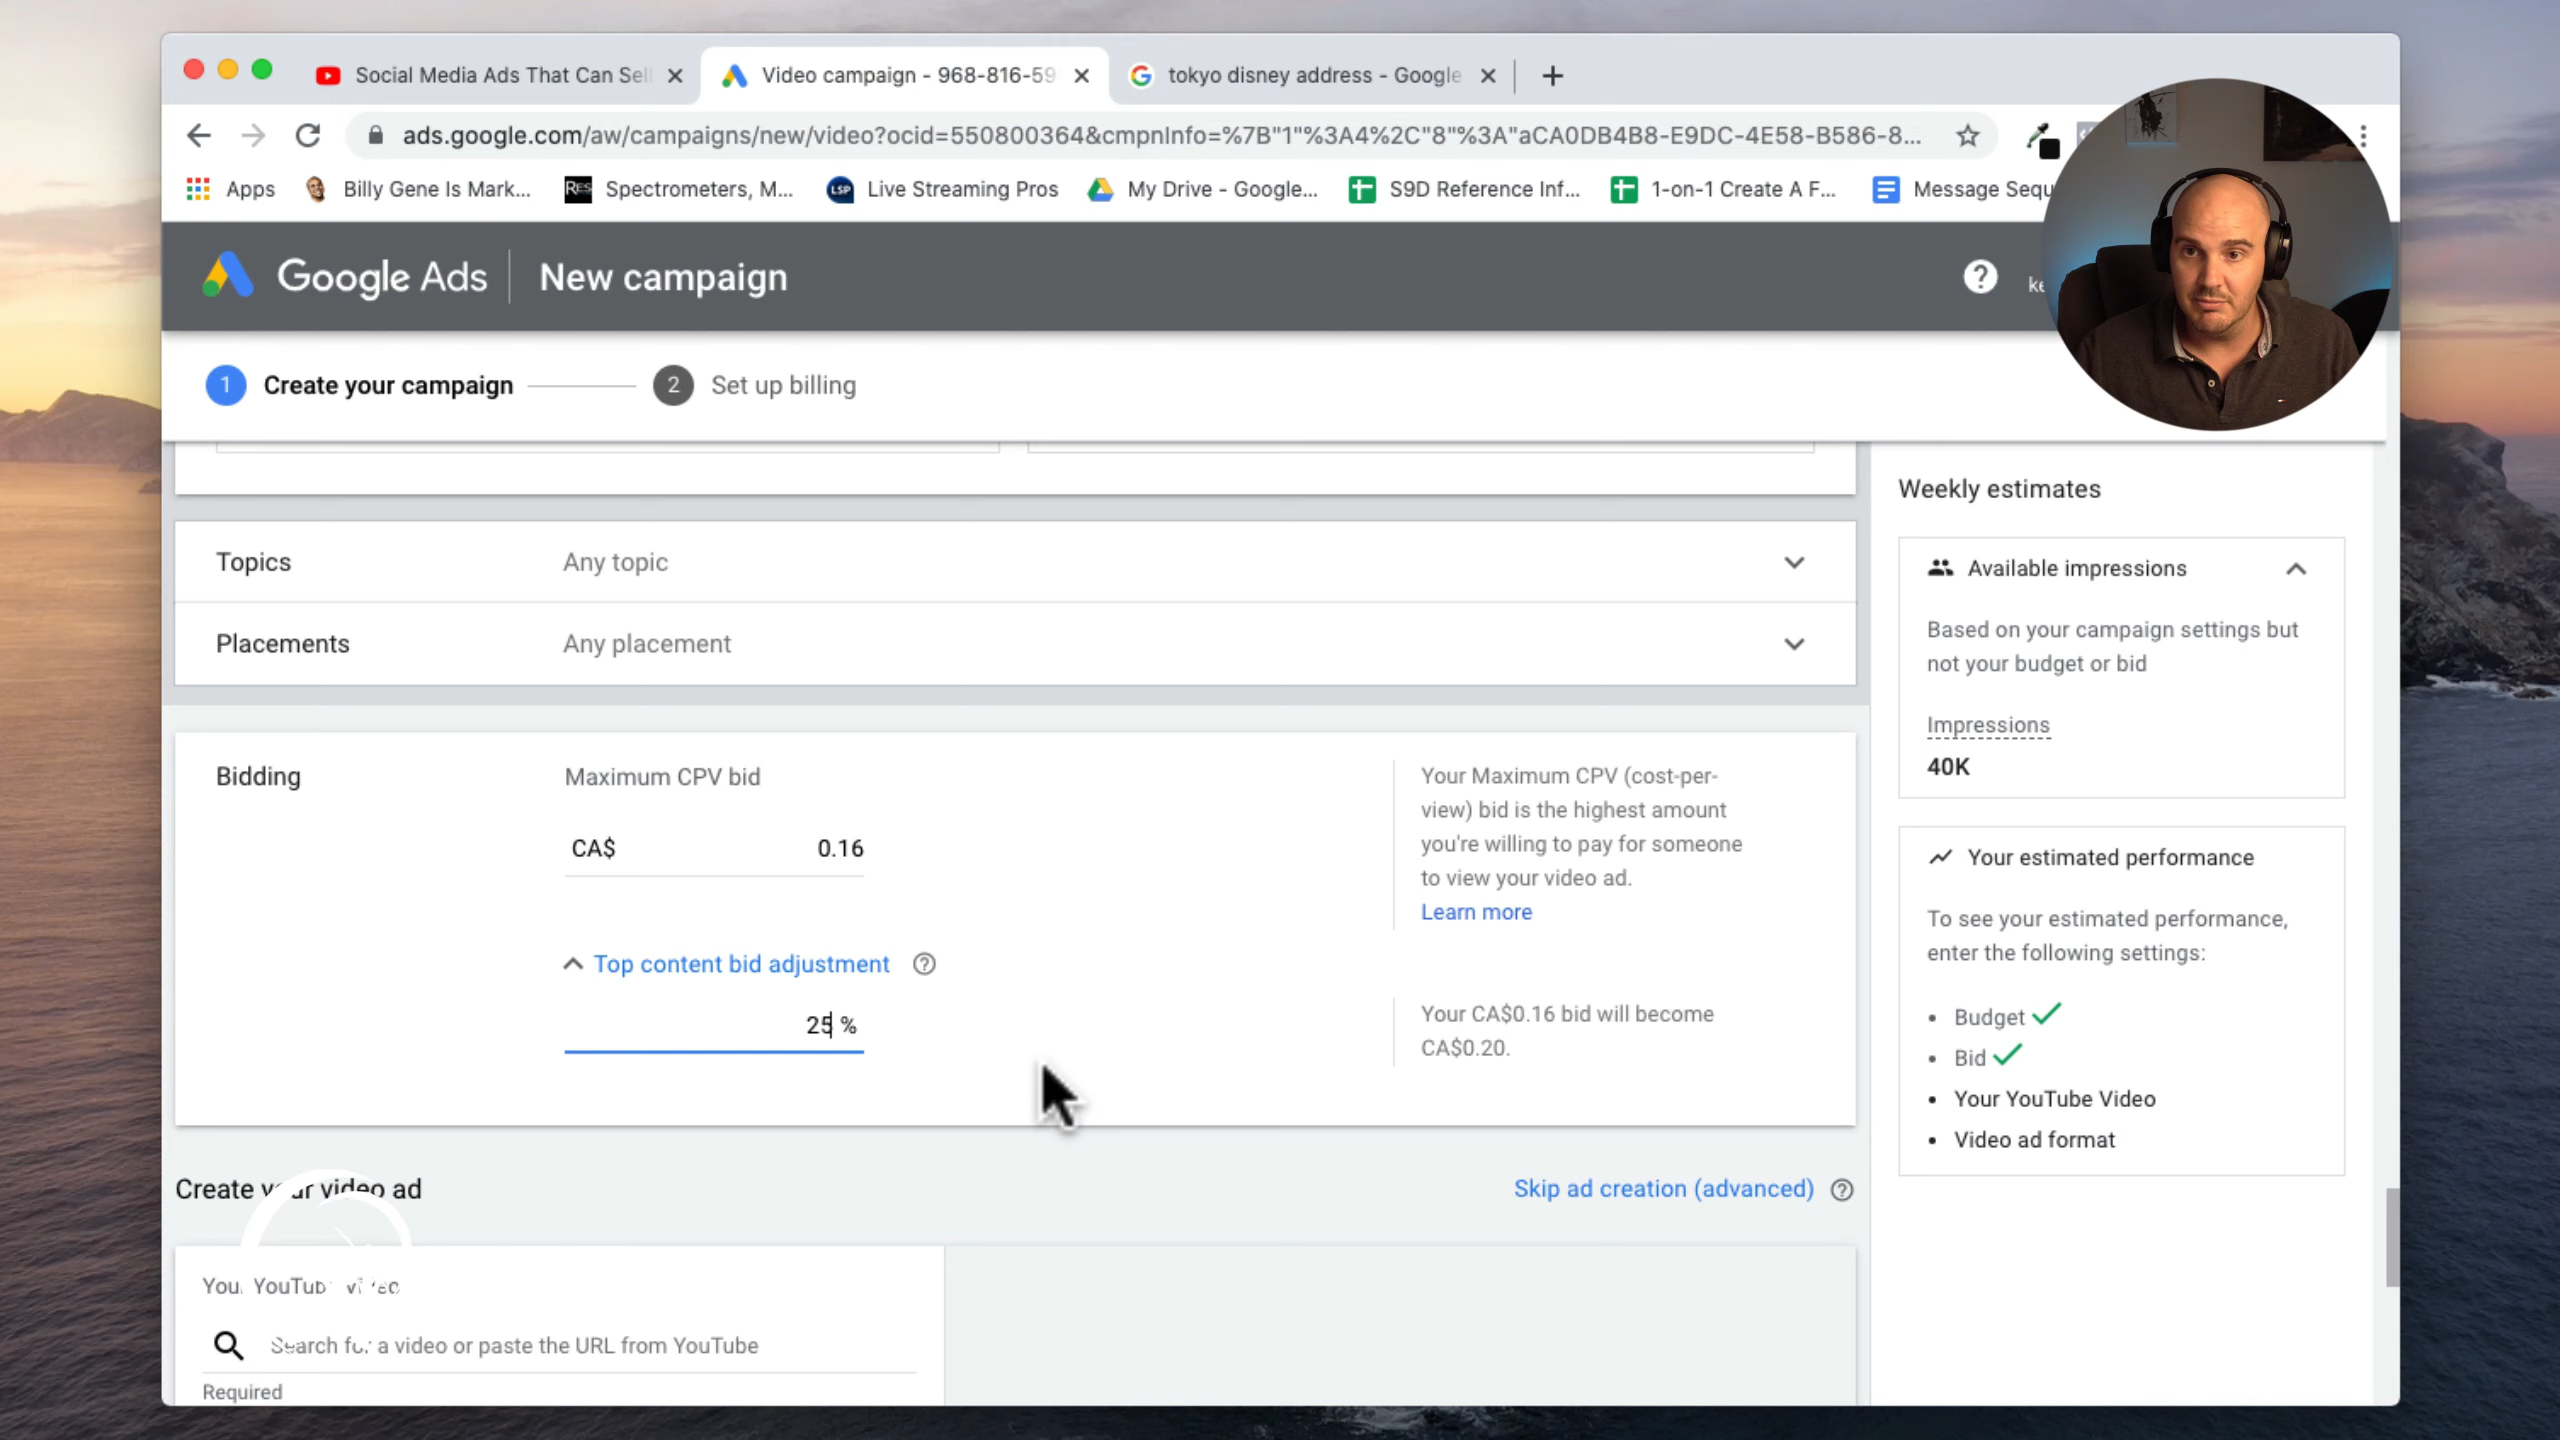 Social Media Ads That Can Sell
Video campaign - 968-816-59
tokyo disney address - Google
ads.google.com/aw/campaigns/new/video?ocid=550800364&cmpnInfo=%7B"1"%3A4%2C"8"%3A"aCA0DB4B8-E9DC-4E58-B586-8...
Apps
Billy Gene Is Mark...
RES
Spectrometers, M...
LSP
Live Streaming Pros
My Drive - Google...
S9D Reference Inf...
1-on-1 Create A F...
Message Sequ
Google Ads
New campaign
?
ke
1 Create your campaign
2 Set up billing
Topics Any topic
Placements Any placement
Bidding
Maximum CPV bid
CA$ 0.16
Your Maximum CPV (cost-per-
view) bid is the highest amount
you're willing to pay for someone
to view your video ad.
Learn more
Top content bid adjustment ?
25 %
Your CA$0.16 bid will become
CA$0.20.
Create your video ad
Skip ad creation (advanced) ?
Your YouTube video
Search for a video or paste the URL from YouTube
Required
Weekly estimates
Available impressions
Based on your campaign settings but
not your budget or bid
Impressions
40K
Your estimated performance
To see your estimated performance,
enter the following settings:
• Budget
• Bid
• Your YouTube Video
• Video ad format